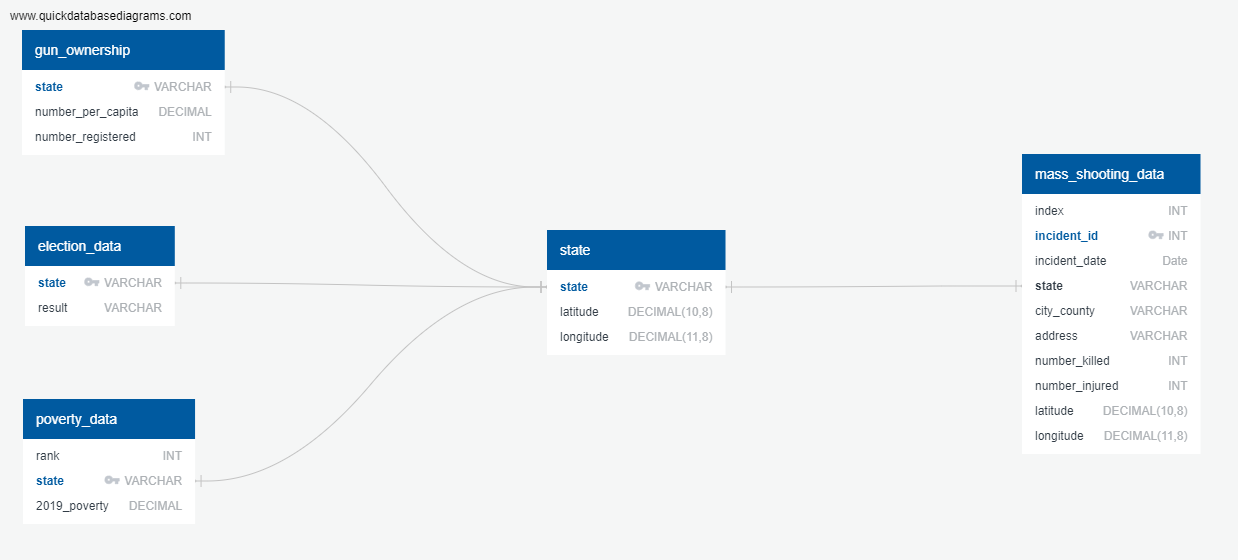 www.quickdatabasediagrams.com
gun_ownership
state VARCHAR
number_per_capita DECIMAL
number_registered INT
election_data
state VARCHAR
result VARCHAR
poverty_data
rank INT
state VARCHAR
2019_poverty DECIMAL
state
state VARCHAR
latitude DECIMAL(10,8)
longitude DECIMAL(11,8)
mass_shooting_data
index INT
incident_id INT
incident_date Date
state VARCHAR
city_county VARCHAR
address VARCHAR
number_killed INT
number_injured INT
latitude DECIMAL(10,8)
longitude DECIMAL(11,8)